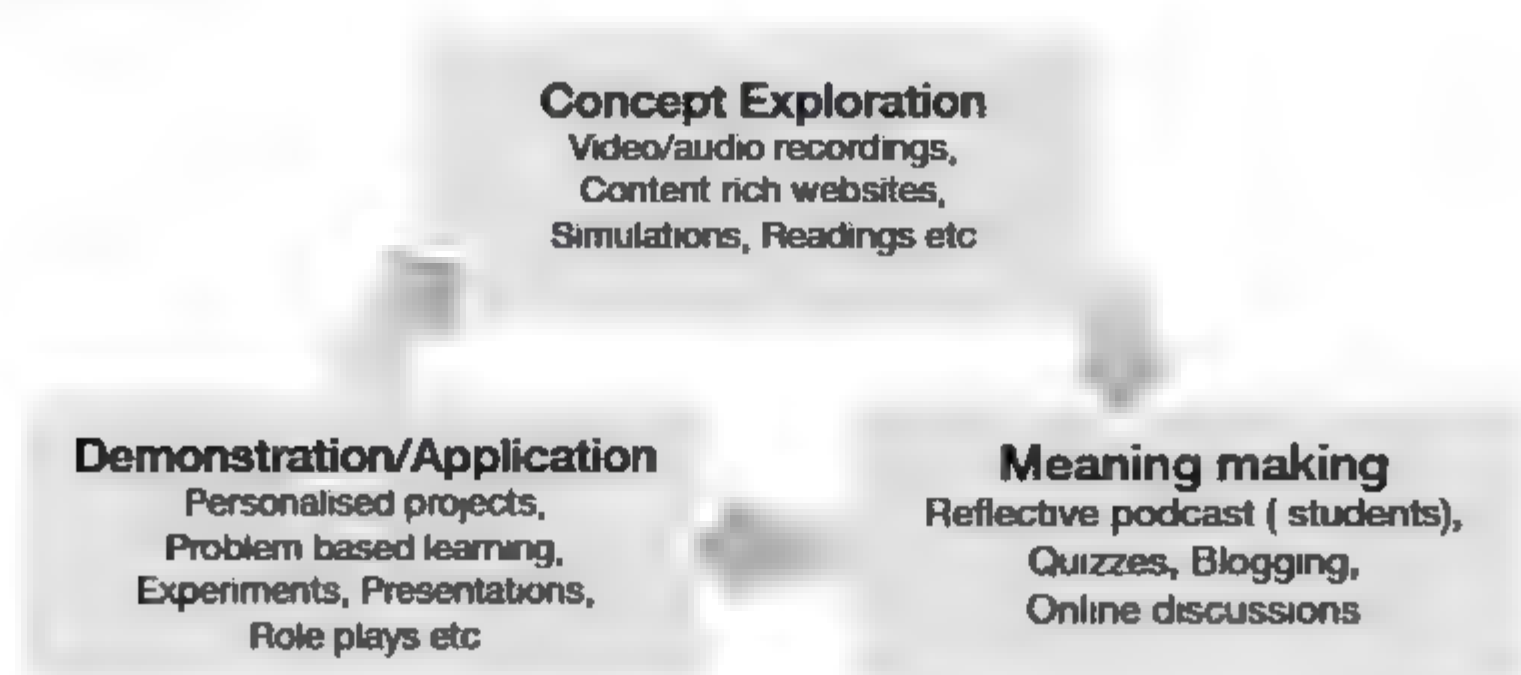 Concept Exploration
Video/audio recordings,
Content rich websites,
Simulations, Readings etc
Demonstration/Application
Personalised projects,
Problem based learning,
Experiments, Presentations,
Role plays etc
Meaning making
Reflective podcast ( students),
Quizzes, Blogging,
Online discussions